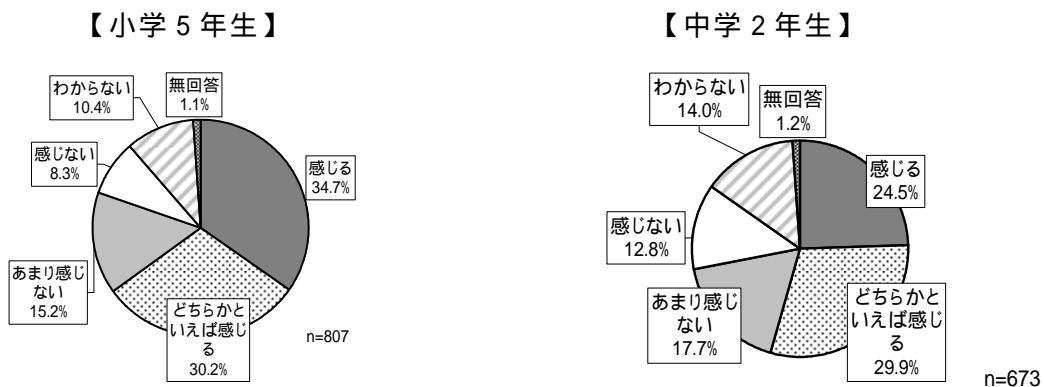 【小学5年生】
わからない
10.4%
無回答
1.1%
感じない
8.3%
感じる
34.7%
あまり感じ
ない
15.2%
どちらかと
いえば感じ
る
30.2%
n=807
【中学2年生】
わからない
14.0%
無回答
1.2%
感じる
24.5%
感じない
12.8%
あまり感じ
ない
17.7%
どちらかと
いえば感じ
る
29.9%
n=673